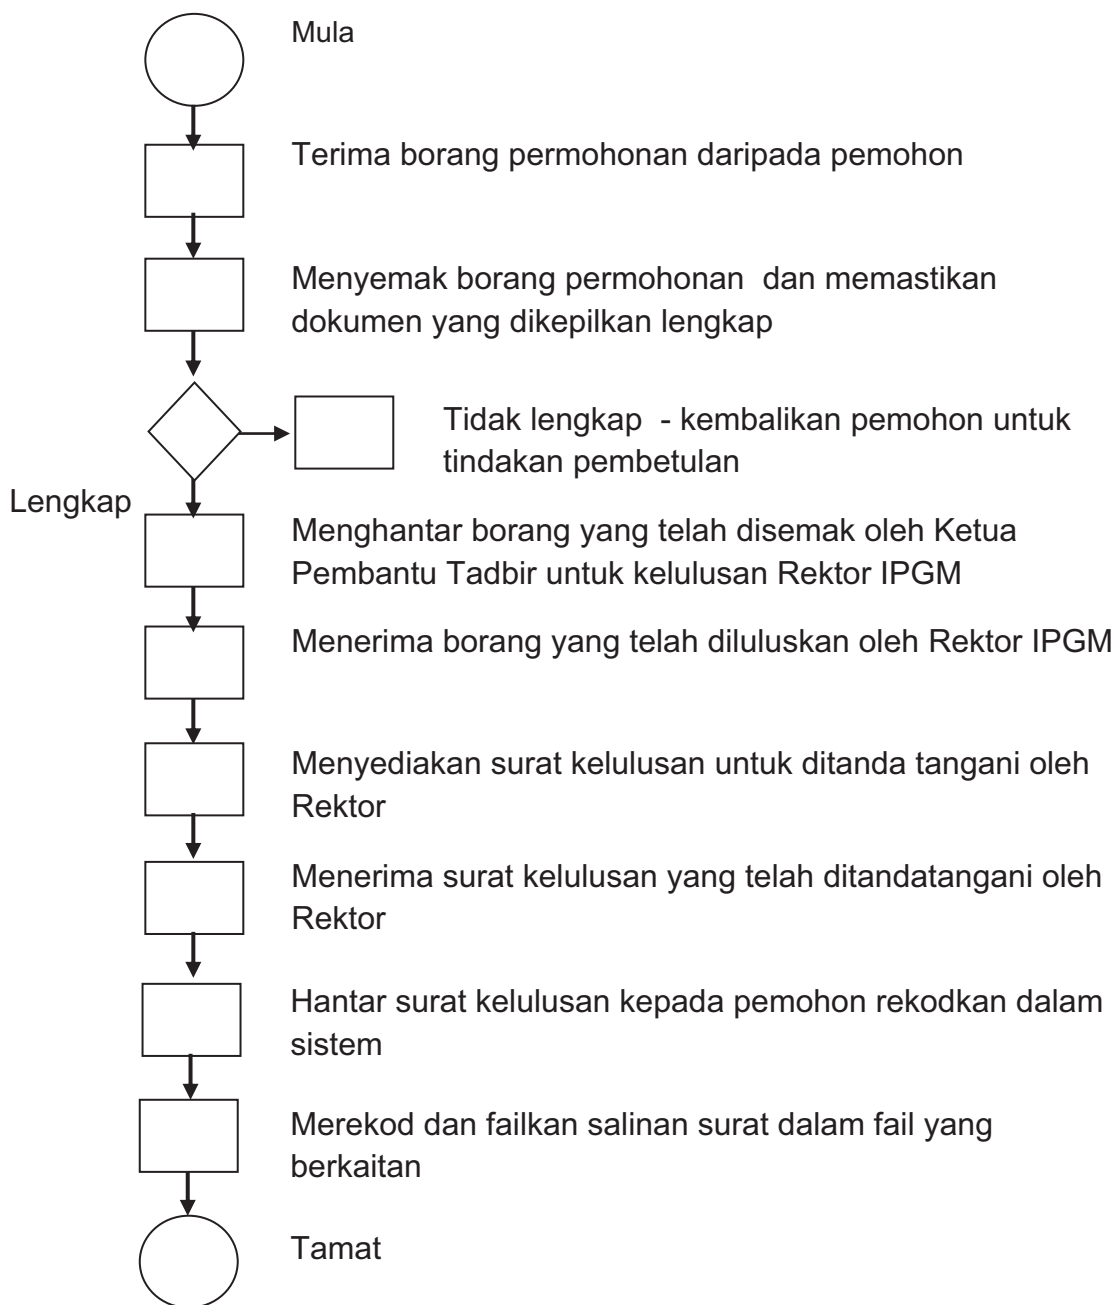 Mula
Terima borang permohonan daripada pemohon
Menyemak borang permohonan  dan memastikan
dokumen yang dikepilkan lengkap
Tidak lengkap  - kembalikan pemohon untuk
tindakan pembetulan
Lengkap
Menghantar borang yang telah disemak oleh Ketua
Pembantu Tadbir untuk kelulusan Rektor IPGM
Menerima borang yang telah diluluskan oleh Rektor IPGM
Menyediakan surat kelulusan untuk ditanda tangani oleh
Rektor
Menerima surat kelulusan yang telah ditandatangani oleh
Rektor
Hantar surat kelulusan kepada pemohon rekodkan dalam
sistem
Merekod dan failkan salinan surat dalam fail yang
berkaitan
Tamat